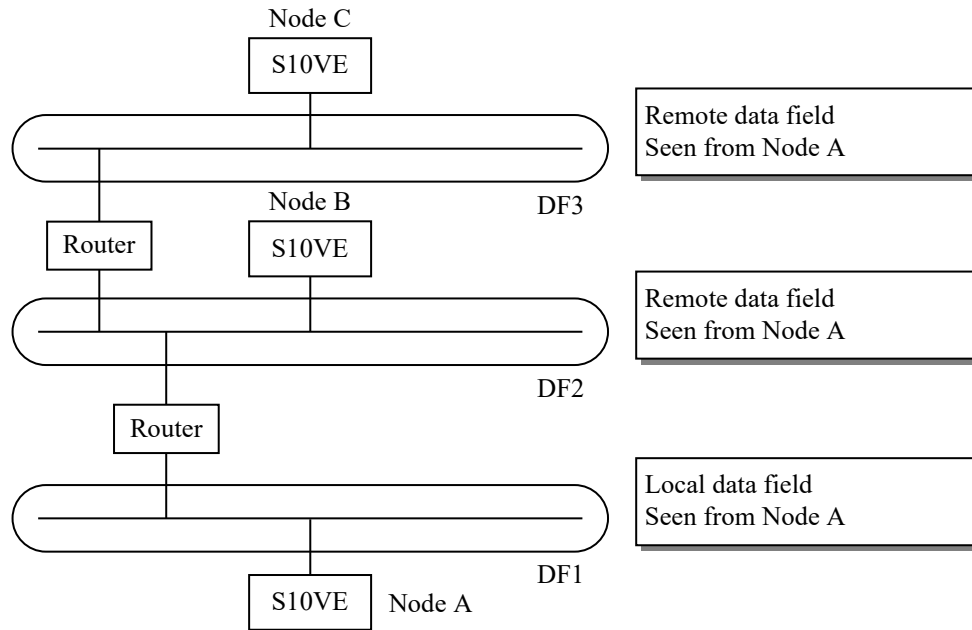 Node C
S10VE
Remote data field
Seen from Node A
DF3
Node B
Router
S10VE
Remote data field
Seen from Node A
DF2
Router
Local data field
Seen from Node A
DF1
S10VE
Node A